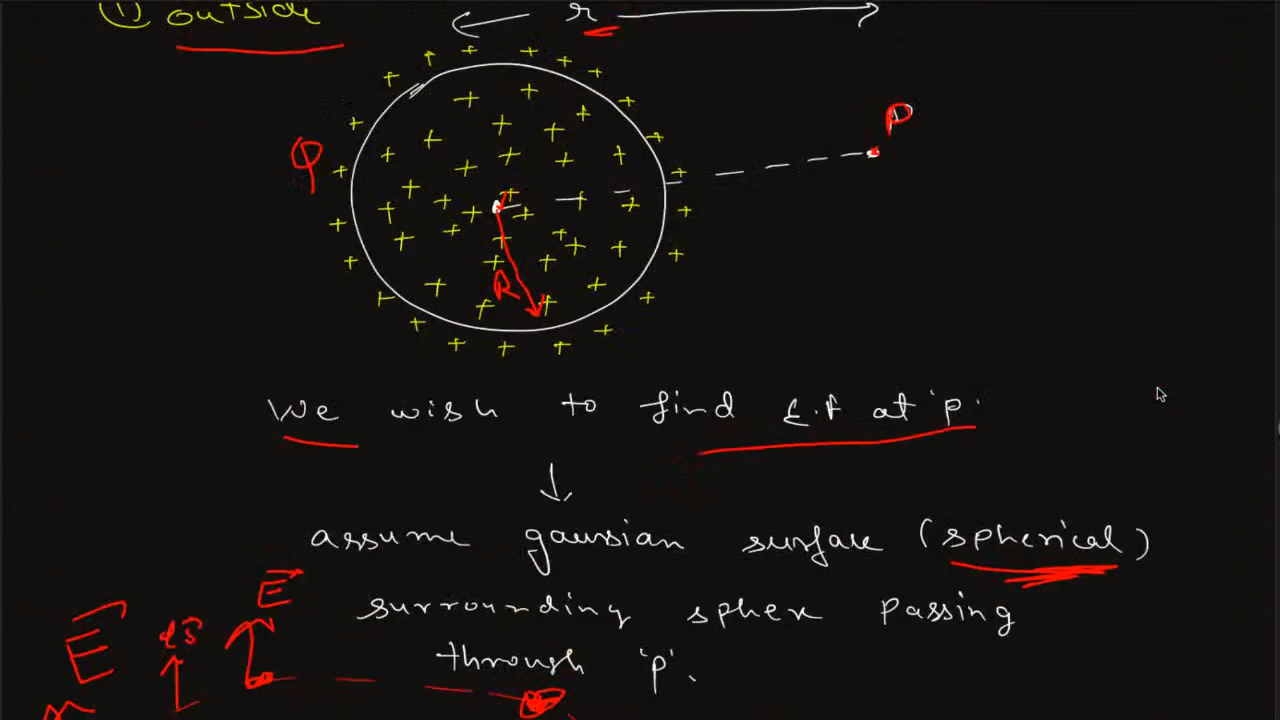 (1) outside
r
P
φ
R
We wish to find E.F at 'P'.
↓
assume gaussian surface (spherical)
surrounding spher passing
through 'P'.
E
dS
E